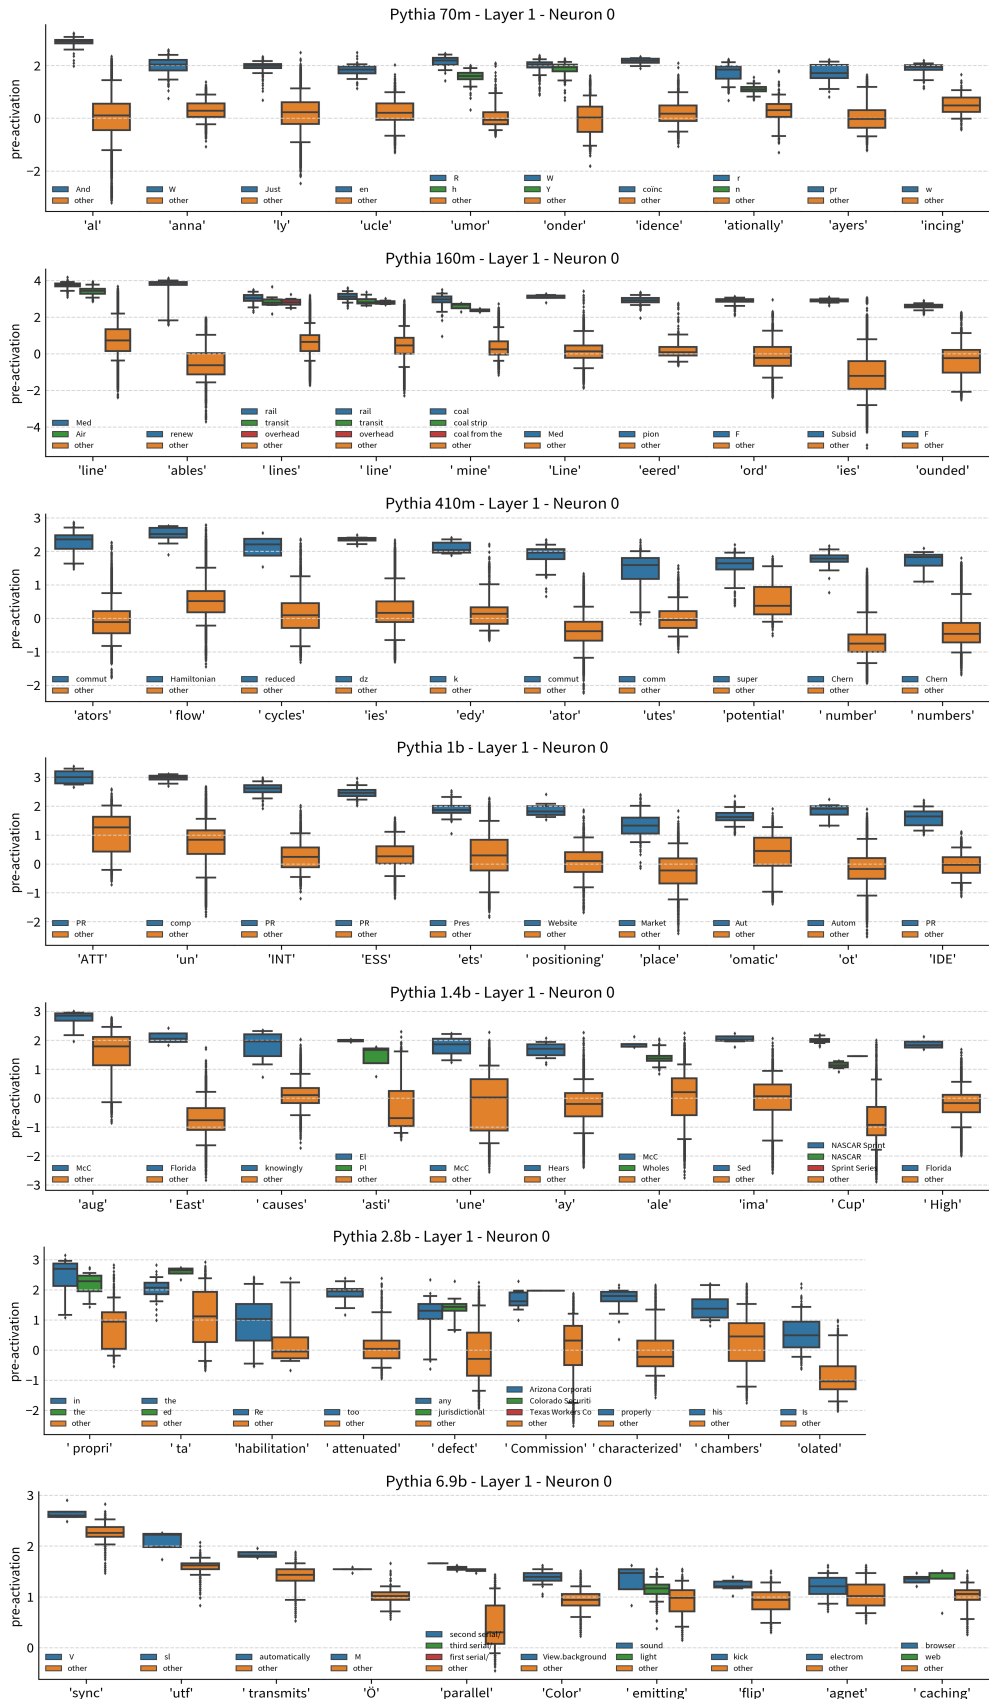 Pythia 70m - Layer 1 - Neuron 0
pre-activation
2
0
−2
And other
W other
Just other
en other
R h other
W Y other
coïnc other
r n other
pr other
w other
'al' 'anna' 'ly' 'ucle' 'umor' 'onder' 'idence' 'ationally' 'ayers' 'incing'
Pythia 160m - Layer 1 - Neuron 0
pre-activation
4
2
0
−2
−4
Med Air other
renew other
rail transit overhead other
rail transit overhead other
coal coal strip coal from the other
Med other
pion other
F other
Subsid other
F other
'line' 'ables' ' lines' ' line' ' mine' 'Line' 'eered' 'ord' 'ies' 'ounded'
Pythia 410m - Layer 1 - Neuron 0
pre-activation
3
2
1
0
−1
−2
commut other
Hamiltonian other
reduced other
dz other
k other
commut other
comm other
super other
Chern other
Chern other
'ators' ' flow' ' cycles' 'ies' 'edy' 'ator' 'utes' 'potential' ' number' ' numbers'
Pythia 1b - Layer 1 - Neuron 0
pre-activation
3
2
1
0
−1
−2
PR other
comp other
PR other
PR other
Pres other
Website other
Market other
Aut other
Autom other
PR other
'ATT' 'un' 'INT' 'ESS' 'ets' ' positioning' 'place' 'omatic' 'ot' 'IDE'
Pythia 1.4b - Layer 1 - Neuron 0
pre-activation
3
2
1
0
−1
−2
−3
McC other
Florida other
knowingly other
El Pl other
McC other
Hears other
McC Wholes other
Sed other
NASCAR Sprint NASCAR Sprint Series other
Florida other
'aug' ' East' ' causes' 'asti' 'une' 'ay' 'ale' 'ima' ' Cup' ' High'
Pythia 2.8b - Layer 1 - Neuron 0
pre-activation
3
2
1
0
−1
−2
in the other
the ed other
Re other
too other
any jurisdictional other
Arizona Corporati Colorado Securiti Texas Workers Co other
properly other
his other
Is other
' propri' ' ta' 'habilitation' ' attenuated' ' defect' ' Commission' ' characterized' ' chambers' 'olated'
Pythia 6.9b - Layer 1 - Neuron 0
pre-activation
3
2
1
0
V other
sl other
automatically other
M other
second serial/ third serial/ first serial/ other
View.background other
sound light other
kick other
electrom other
browser web other
'sync' 'utf' ' transmits' 'Ö' 'parallel' 'Color' ' emitting' 'flip' 'agnet' ' caching'